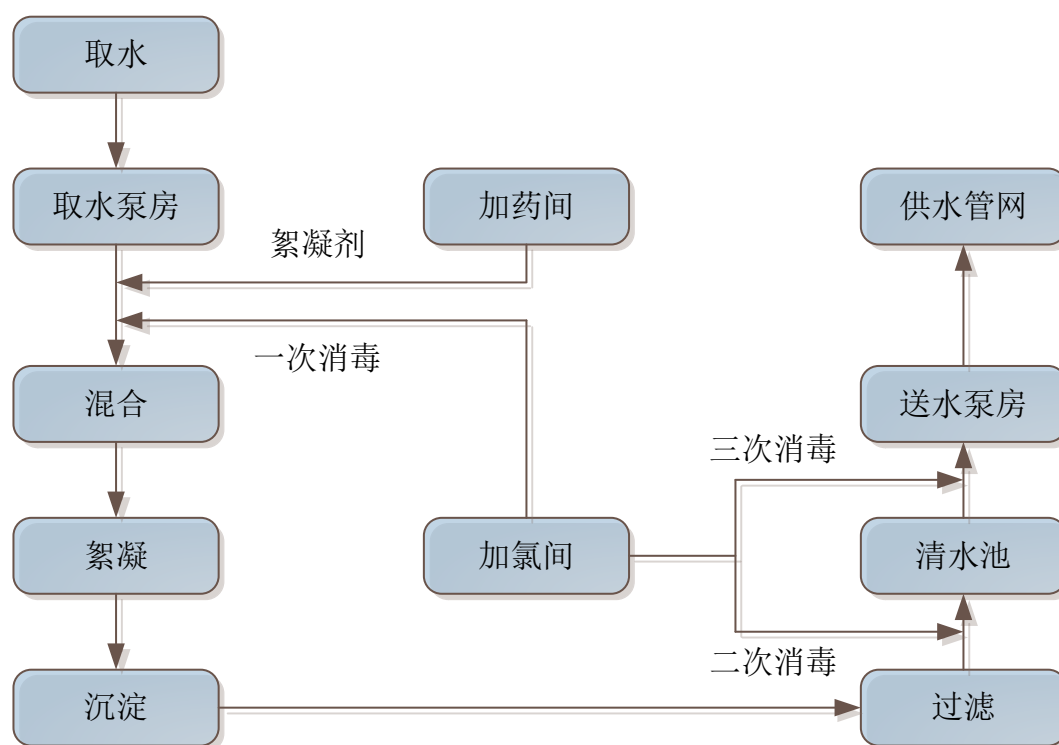 取水
取水泵房
加药间
供水管网
絮凝剂
一次消毒
混合
送水泵房
三次消毒
絮凝
加氯间
清水池
二次消毒
沉淀
过滤